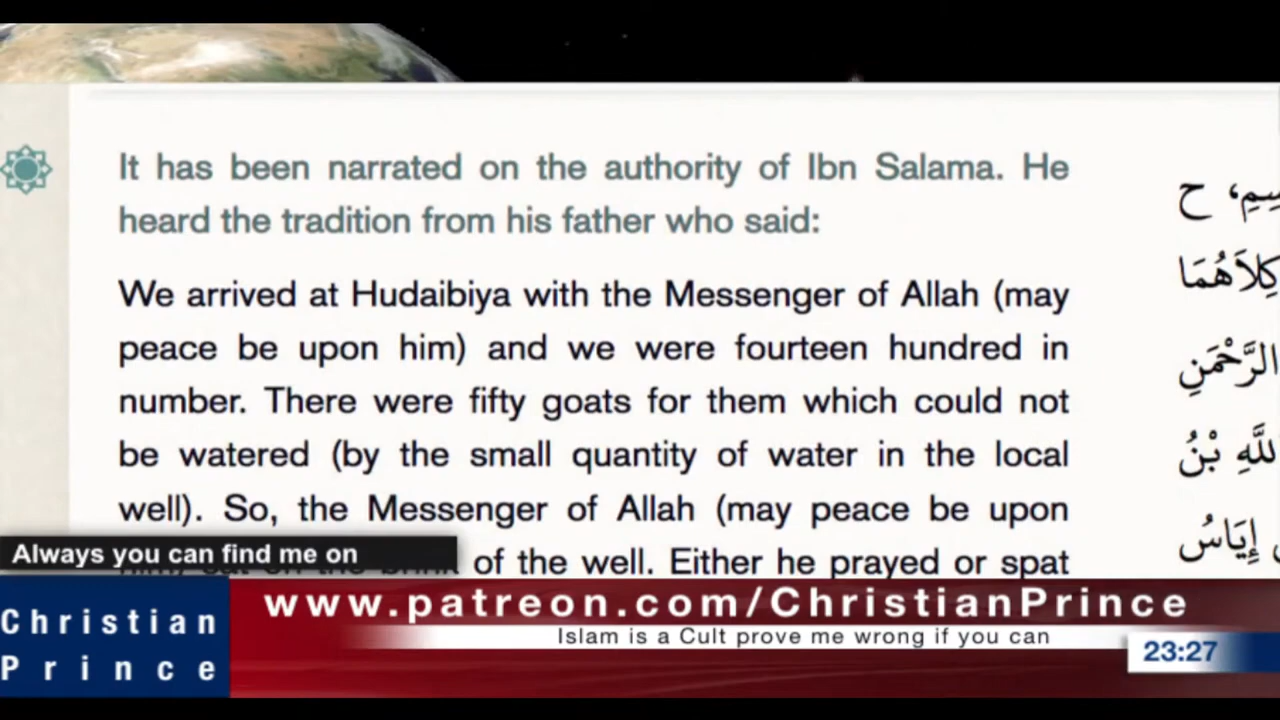 It has been narrated on the authority of Ibn Salama. He
heard the tradition from his father who said:
We arrived at Hudaibiya with the Messenger of Allah (may
peace be upon him) and we were fourteen hundred in
number. There were fifty goats for them which could not
be watered (by the small quantity of water in the local
well). So, the Messenger of Allah (may peace be upon
of the well. Either he prayed or spat
ح
كِلاَهُمَا
الرَّحْمَنِ
بْنُ
إِيَاسُ
Always you can find me on
www.patreon.com/ChristianPrince
Islam is a Cult prove me wrong if you can
Christian
Prince
23:27